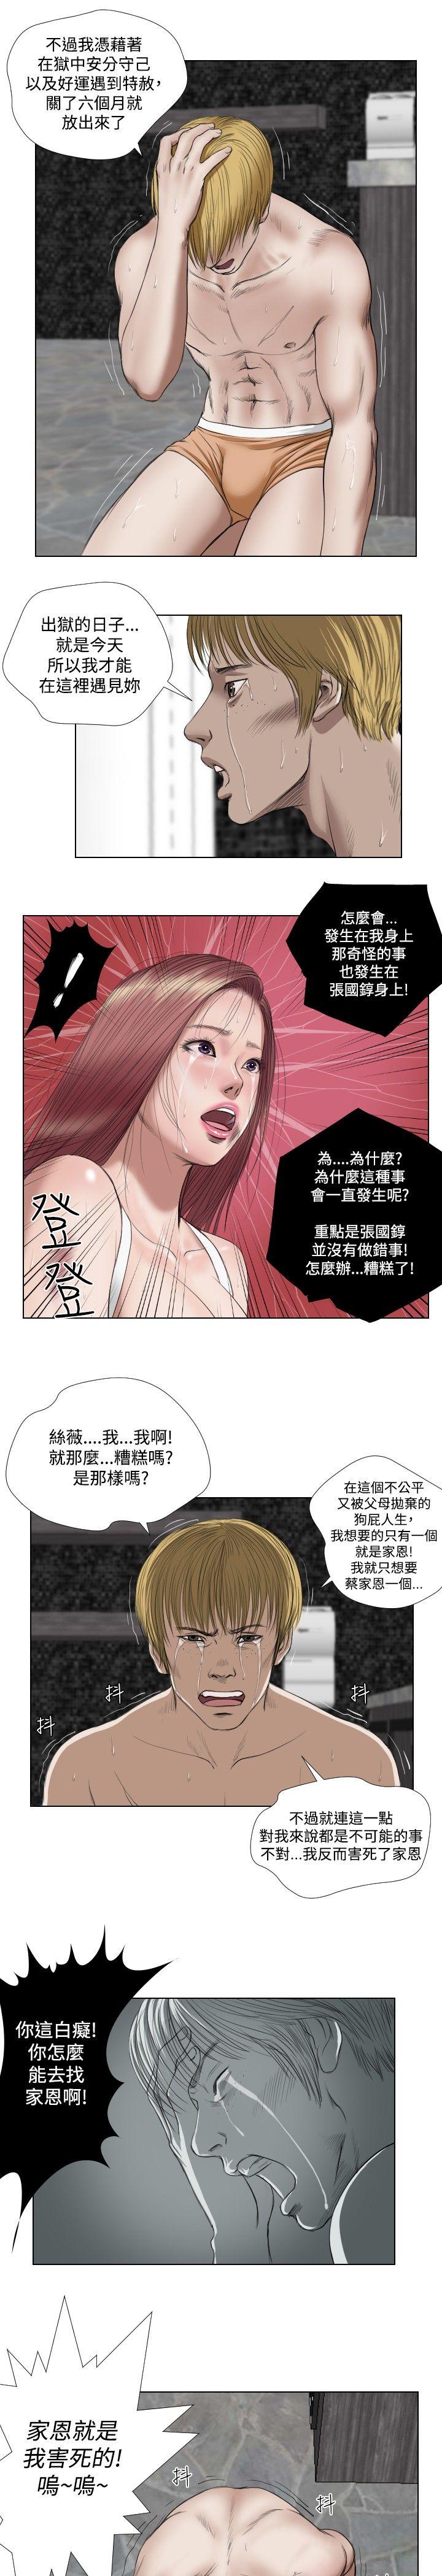 不過我憑藉著
在獄中安分守己
以及好運遇到特赦，
關了六個月就
放出來了
出獄的日子...
就是今天
所以我才能
在這裡遇見妳
怎麼會...
發生在我身上
那奇怪的事
也發生在
張國錞身上!
!
登
登
為....為什麼?
為什麼這種事
會一直發生呢?
重點是張國錞
並沒有做錯事!
怎麼辦...糟糕了!
絲薇....我...我啊!
就那麼...糟糕嗎?
是那樣嗎?
在這個不公平
又被父母拋棄的
狗屁人生，
我想要的只有一個
就是家恩!
我就只想要
蔡家恩一個...
抖
抖
抖
不過就連這一點
對我來說都是不可能的事
不對...我反而害死了家恩
你這白癡!
你怎麼
能去找
家恩啊!
家恩就是
我害死的!
嗚~嗚~
抖
抖